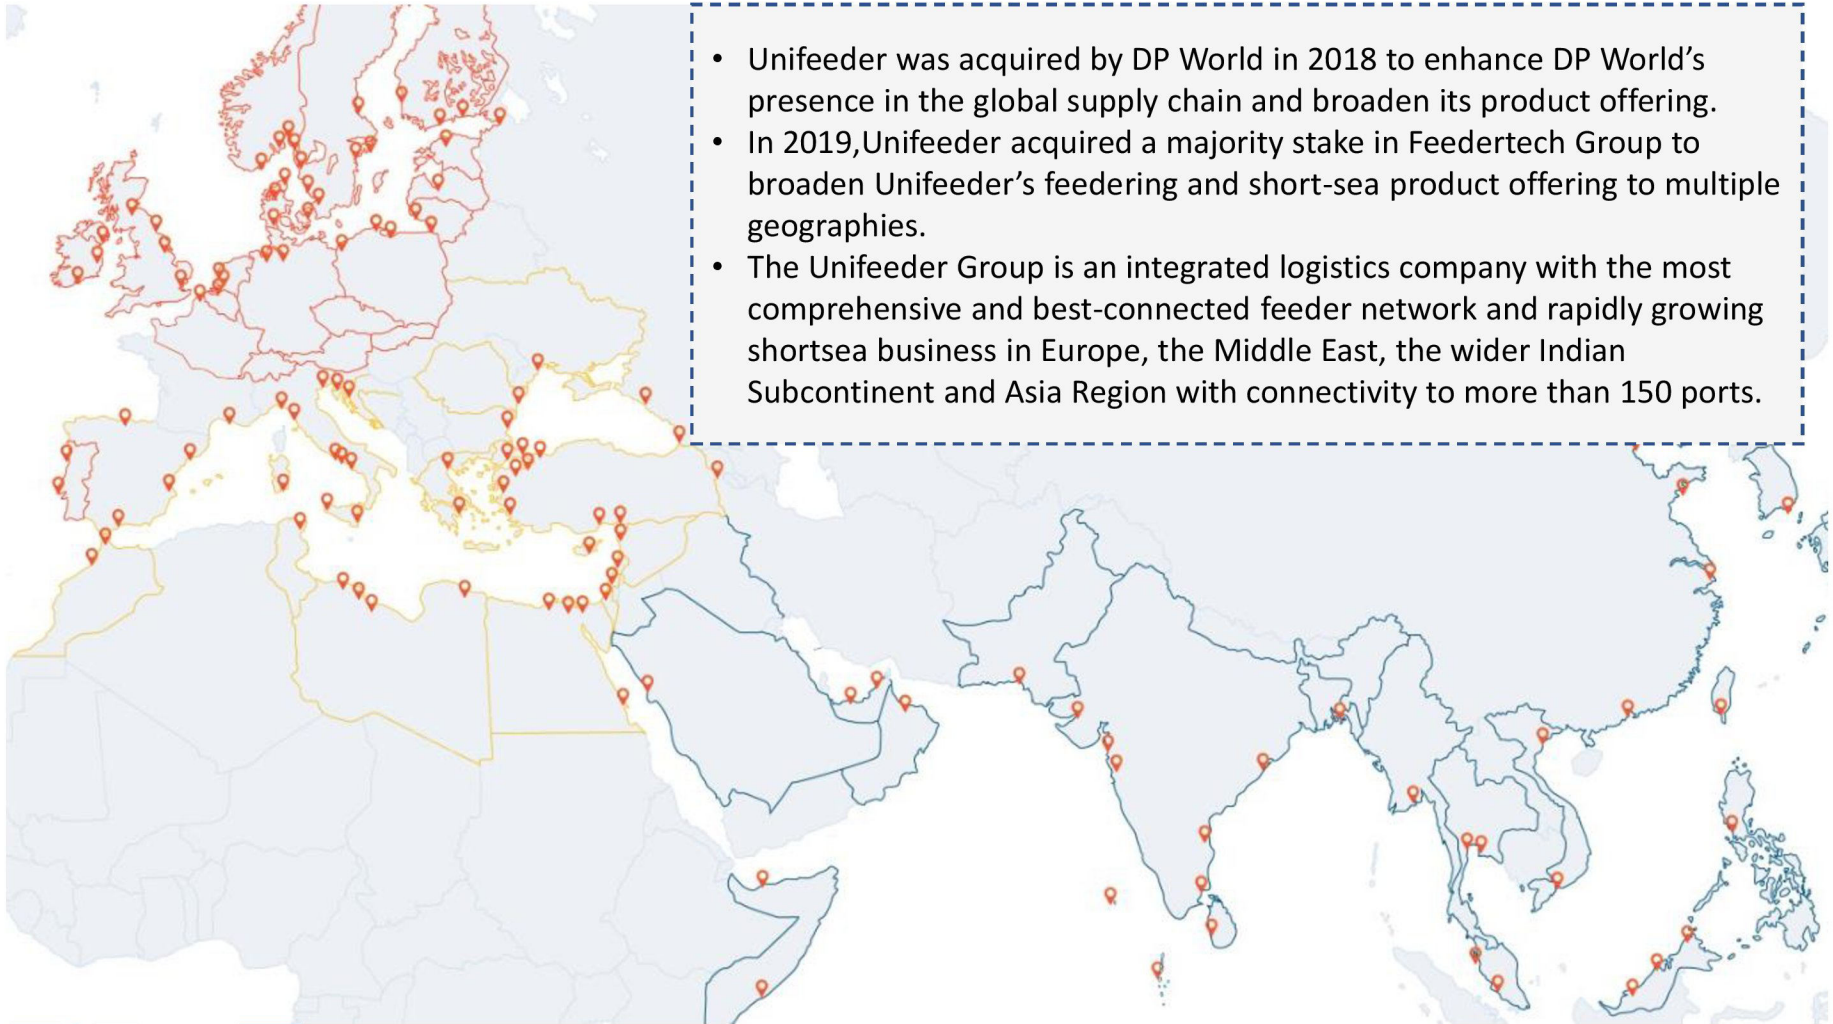 • Unifeeder was acquired by DP World in 2018 to enhance DP World’s
presence in the global supply chain and broaden its product offering.
• In 2019,Unifeeder acquired a majority stake in Feedertech Group to
broaden Unifeeder’s feedering and short-sea product offering to multiple
geographies.
• The Unifeeder Group is an integrated logistics company with the most
comprehensive and best-connected feeder network and rapidly growing
shortsea business in Europe, the Middle East, the wider Indian
Subcontinent and Asia Region with connectivity to more than 150 ports.